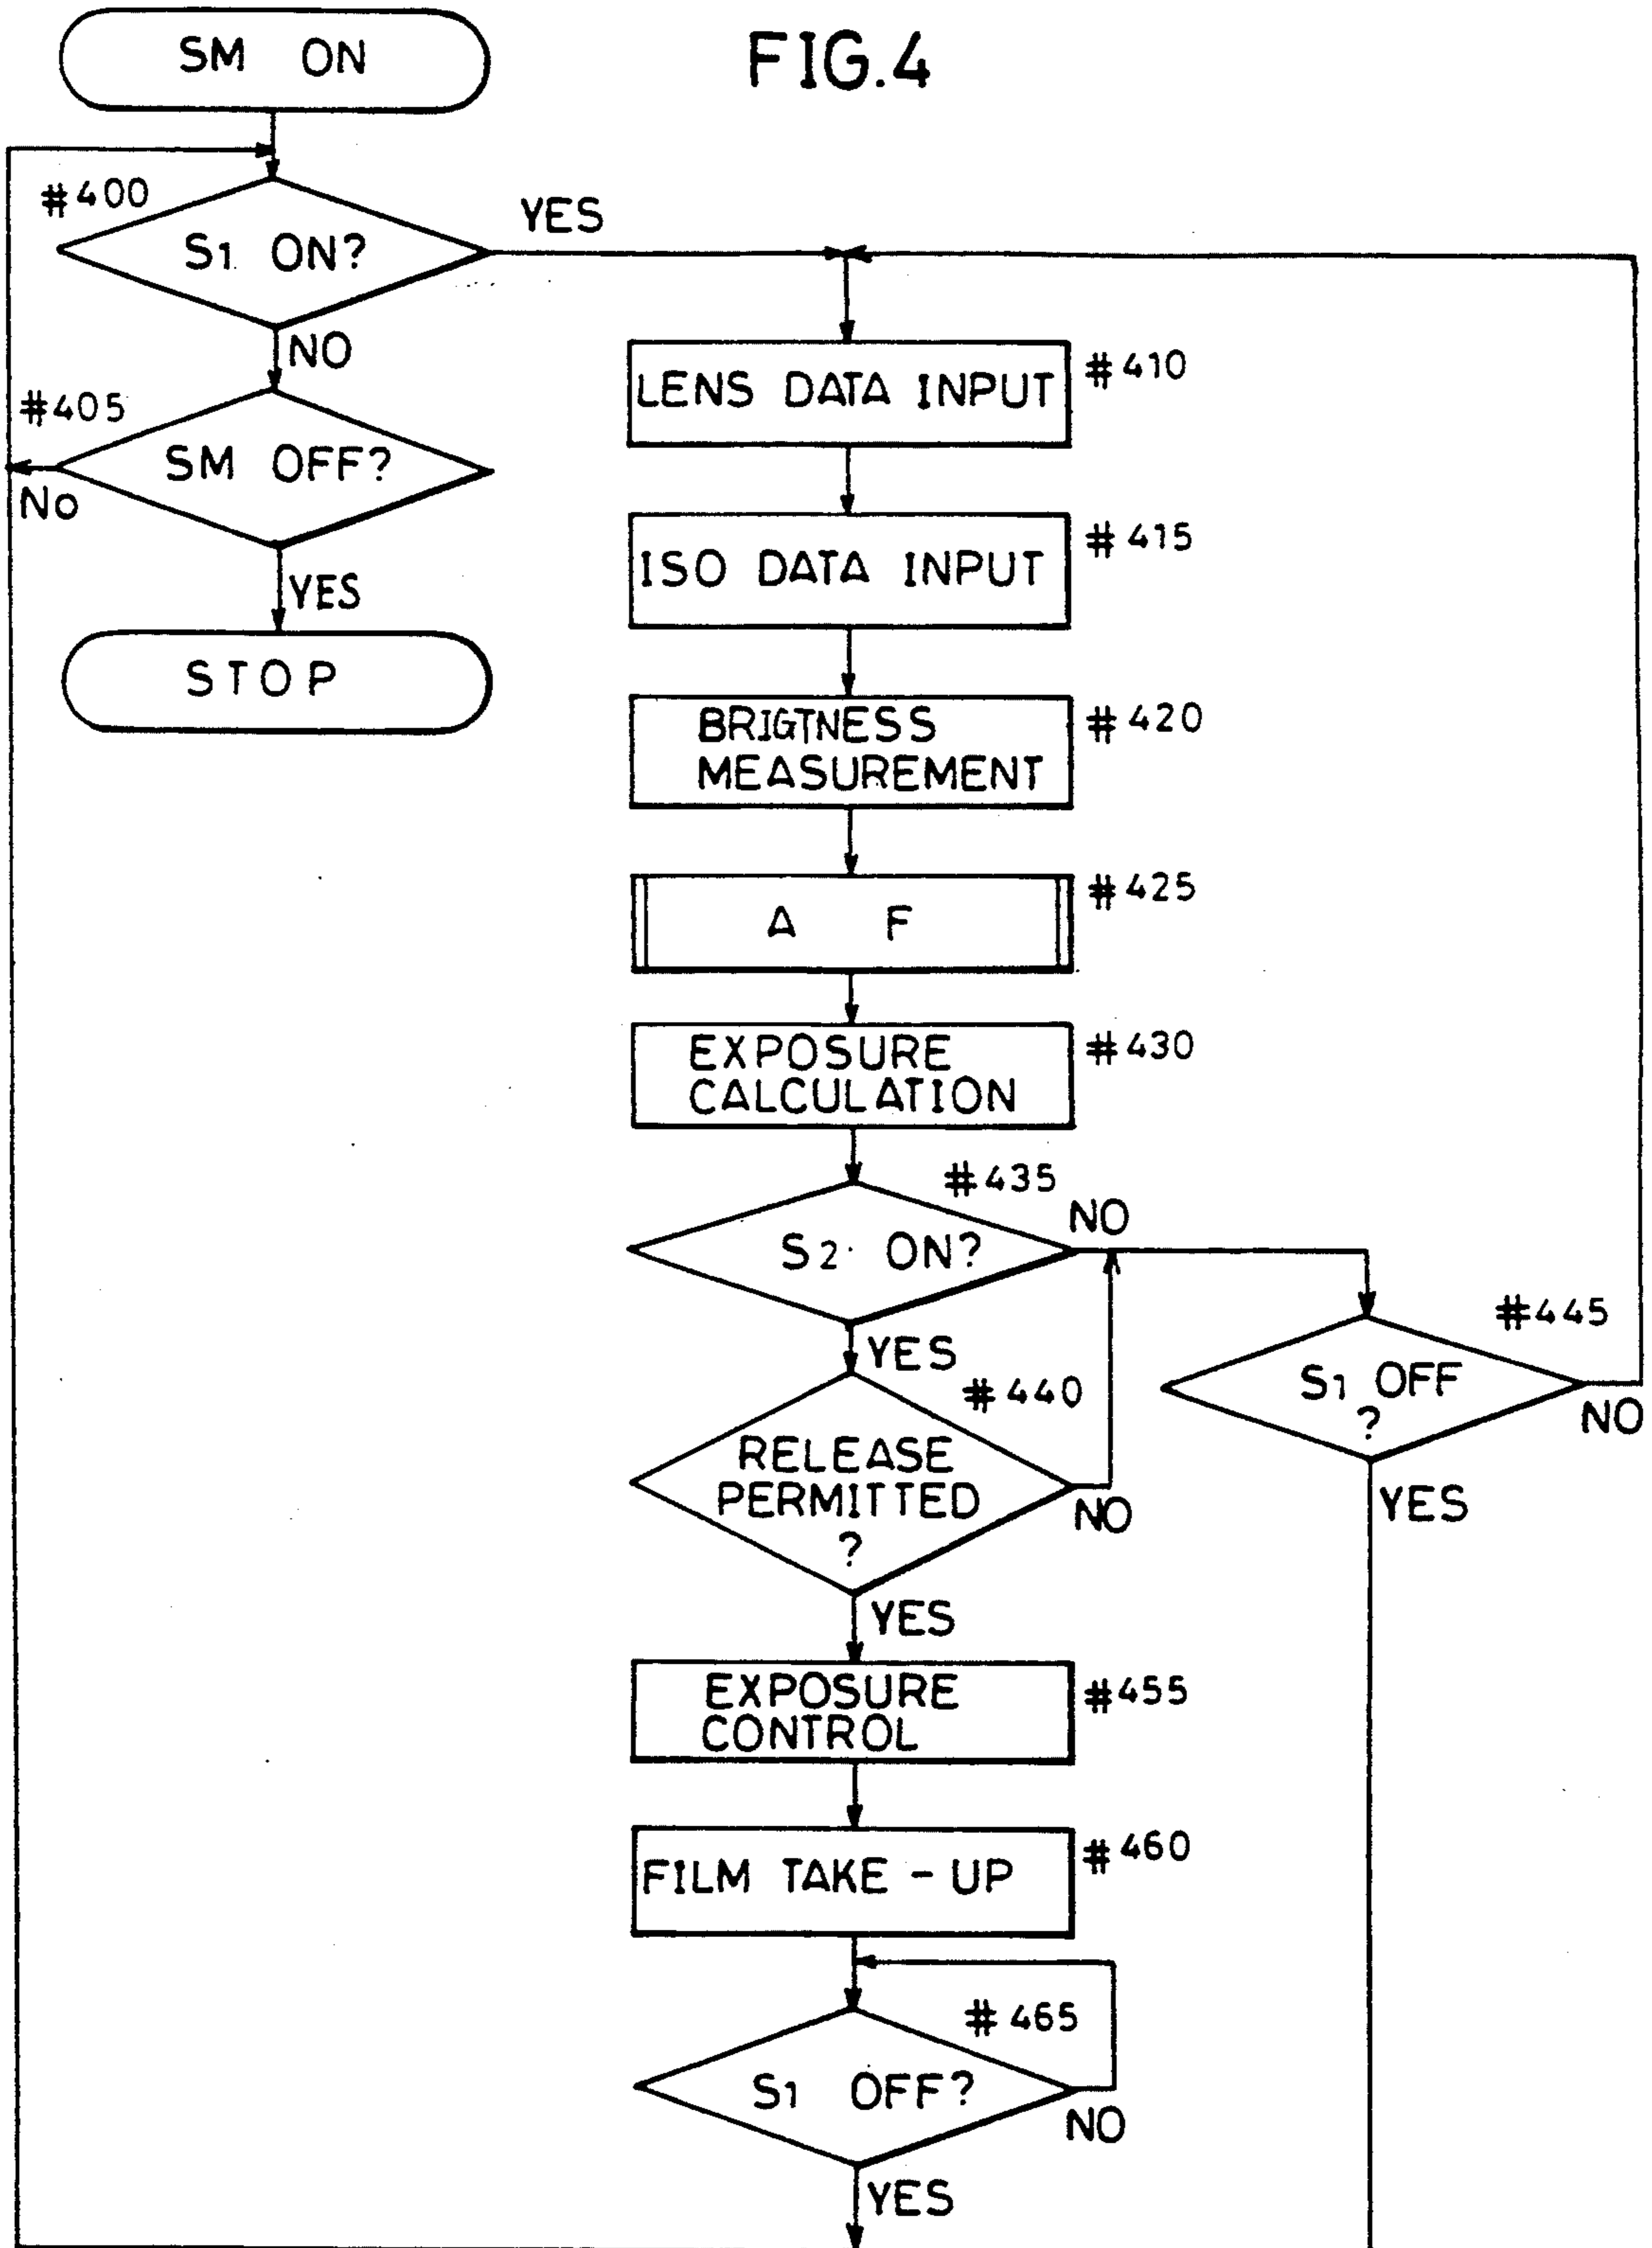 FIG.4
SM ON
#400
S1 ON?
YES
NO
#405
SM OFF?
No
YES
STOP
LENS DATA INPUT
#410
ISO DATA INPUT
#415
BRIGTNESS
MEASUREMENT
#420
A F
#425
EXPOSURE
CALCULATION
#430
#435
S2 ON?
NO
YES
#440
RELEASE
PERMITTED
?
NO
YES
#445
S1 OFF
?
NO
YES
EXPOSURE
CONTROL
#455
FILM TAKE-UP
#460
#465
S1 OFF?
NO
YES